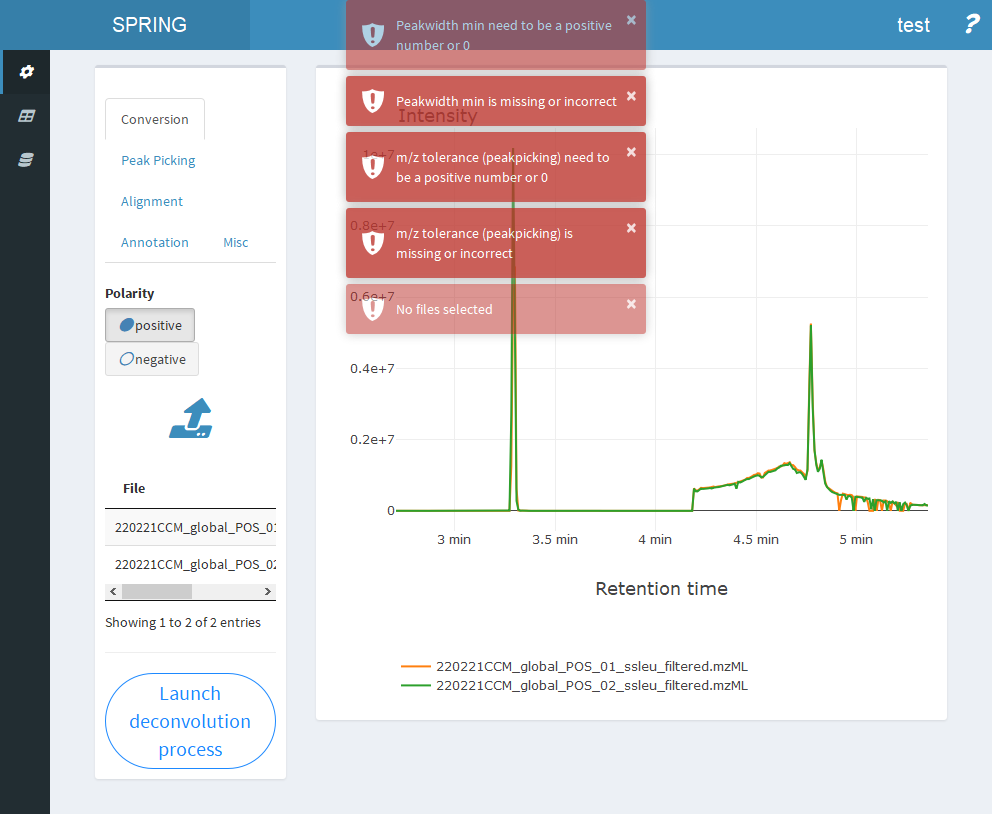 SPRING
test
?
Peakwidth min need to be a positive
number or 0
×
Peakwidth min is missing or incorrect
×
m/z tolerance (peakpicking) need to
be a positive number or 0
×
m/z tolerance (peakpicking) is
missing or incorrect
×
No files selected
×
Conversion
Peak Picking
Alignment
Annotation
Misc
Polarity
positive
negative
File
220221CCM_global_POS_01
220221CCM_global_POS_02
Showing 1 to 2 of 2 entries
Launch
deconvolution
process
Intensity
1e+7
0.8e+7
0.6e+7
0.4e+7
0.2e+7
0
3 min
3.5 min
4 min
4.5 min
5 min
Retention time
220221CCM_global_POS_01_ssleu_filtered.mzML
220221CCM_global_POS_02_ssleu_filtered.mzML